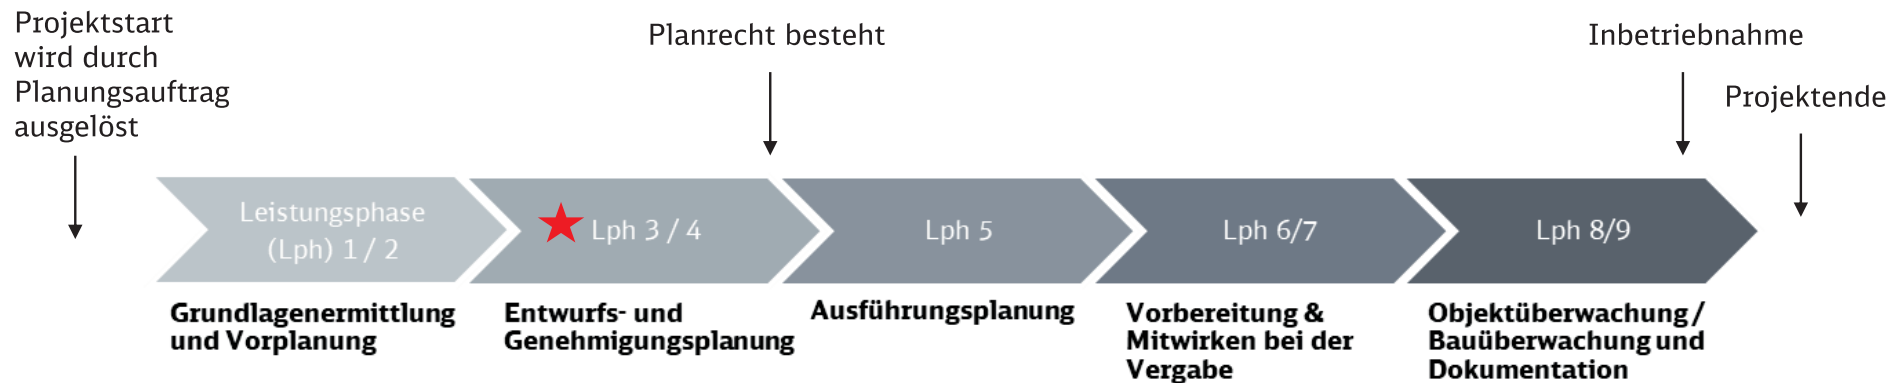 Projektstart
wird durch
Planungsauftrag
ausgelöst
Planrecht besteht
Inbetriebnahme
Projektende
Leistungsphase
(Lph) 1 / 2
Lph 3 / 4
Lph 5
Lph 6/7
Lph 8/9
Grundlagenermittlung
und Vorplanung
Entwurfs- und
Genehmigungsplanung
Ausführungsplanung
Vorbereitung &
Mitwirken bei der
Vergabe
Objektüberwachung/
Bauüberwachung und
Dokumentation